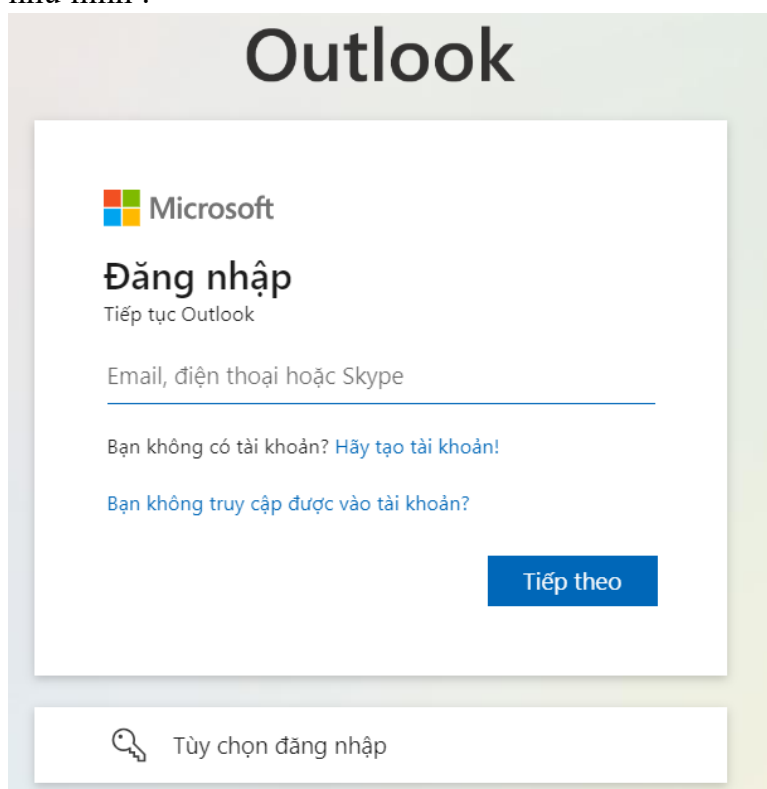 Outlook
Microsoft
Đăng nhập
Tiếp tục Outlook
Email, điện thoại hoặc Skype
Bạn không có tài khoản? Hãy tạo tài khoản!
Bạn không truy cập được vào tài khoản?
Tiếp theo
Tùy chọn đăng nhập